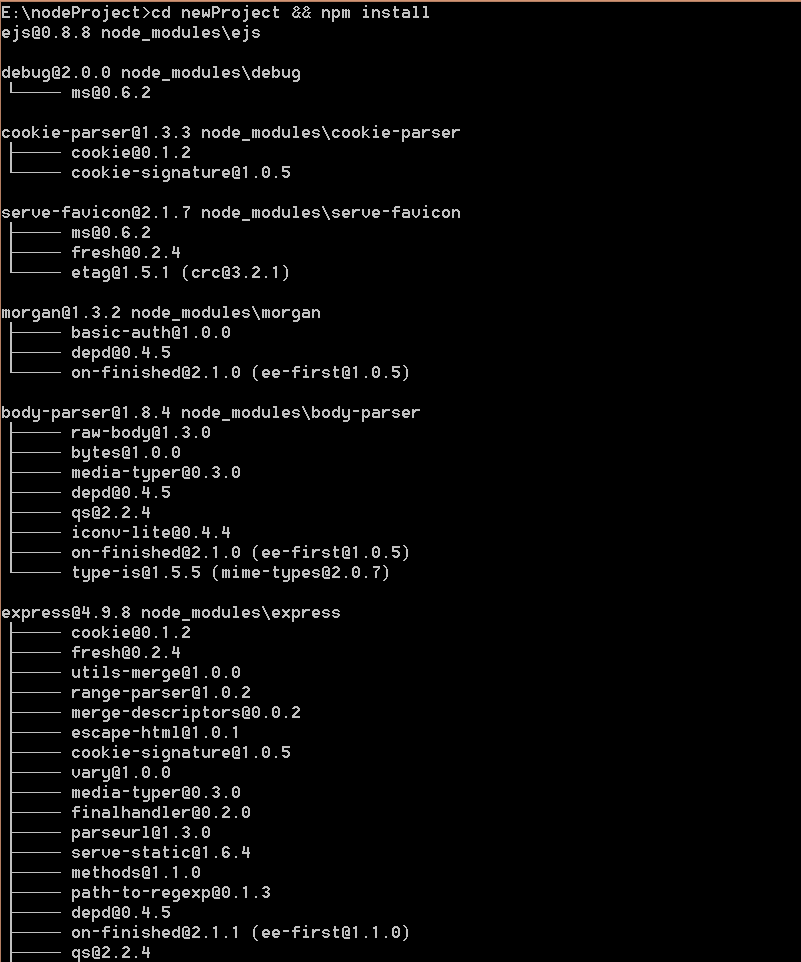 E:\nodeProject>cd newProject && npm install
ejs@0.8.8 node_modules\ejs
debug@2.0.0 node_modules\debug
└── ms@0.6.2
cookie-parser@1.3.3 node_modules\cookie-parser
├── cookie@0.1.2
└── cookie-signature@1.0.5
serve-favicon@2.1.7 node_modules\serve-favicon
├── ms@0.6.2
├── fresh@0.2.4
└── etag@1.5.1 (crc@3.2.1)
morgan@1.3.2 node_modules\morgan
├── basic-auth@1.0.0
├── depd@0.4.5
└── on-finished@2.1.0 (ee-first@1.0.5)
body-parser@1.8.4 node_modules\body-parser
├── raw-body@1.3.0
├── bytes@1.0.0
├── media-typer@0.3.0
├── depd@0.4.5
├── qs@2.2.4
├── iconv-lite@0.4.4
├── on-finished@2.1.0 (ee-first@1.0.5)
└── type-is@1.5.5 (mime-types@2.0.7)
express@4.9.8 node_modules\express
├── cookie@0.1.2
├── fresh@0.2.4
├── utils-merge@1.0.0
├── range-parser@1.0.2
├── merge-descriptors@0.0.2
├── escape-html@1.0.1
├── cookie-signature@1.0.5
├── vary@1.0.0
├── media-typer@0.3.0
├── finalhandler@0.2.0
├── parseurl@1.3.0
├── serve-static@1.6.4
├── methods@1.1.0
├── path-to-regexp@0.1.3
├── depd@0.4.5
├── on-finished@2.1.1 (ee-first@1.1.0)
├── qs@2.2.4